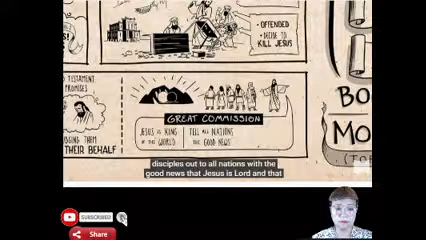 • OFFENDED
• DECIDE TO
KILL JESUS
TESTAMENT
PROMISES
THEM
THEIR BEHALF
GREAT COMMISSION
JESUS IS KING
OF THE WORLD
TELL ALL NATIONS
THE GOOD NEWS
BO
MO
disciples out to all nations with the
good news that Jesus is Lord and that
SUBSCRIBED
Share